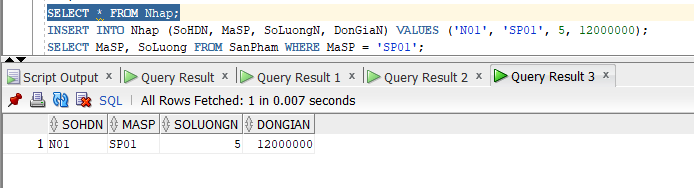 SELECT * FROM Nhap;
INSERT INTO Nhap (SoHDN, MaSP, SoLuongN, DonGiaN) VALUES ('N01', 'SP01', 5, 12000000);
SELECT MaSP, SoLuong FROM SanPham WHERE MaSP = 'SP01';
Script Output × Query Result × Query Result 1 × Query Result 2 × Query Result 3 ×
SQL | All Rows Fetched: 1 in 0.007 seconds
SOHDN MASP SOLUONGN DONGIAN
1 N01 SP01 5 12000000